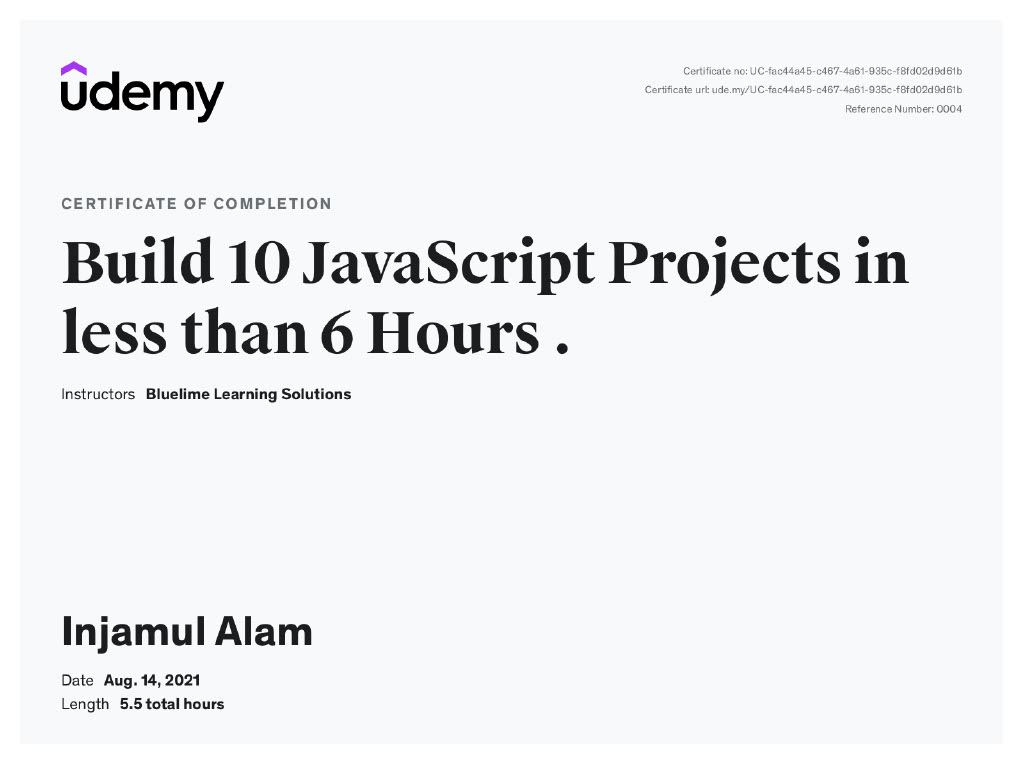 udemy
Certificate no: UC-fac44a45-c467-4a61-935c-f8fd02d9d61b
Certificate url: ude.my/UC-fac44a45-c467-4a61-935c-f8fd02d9d61b
Reference Number: 0004
CERTIFICATE OF COMPLETION
Build 10 JavaScript Projects in
less than 6 Hours .
Instructors Bluelime Learning Solutions
Injamul Alam
Date Aug. 14, 2021
Length 5.5 total hours